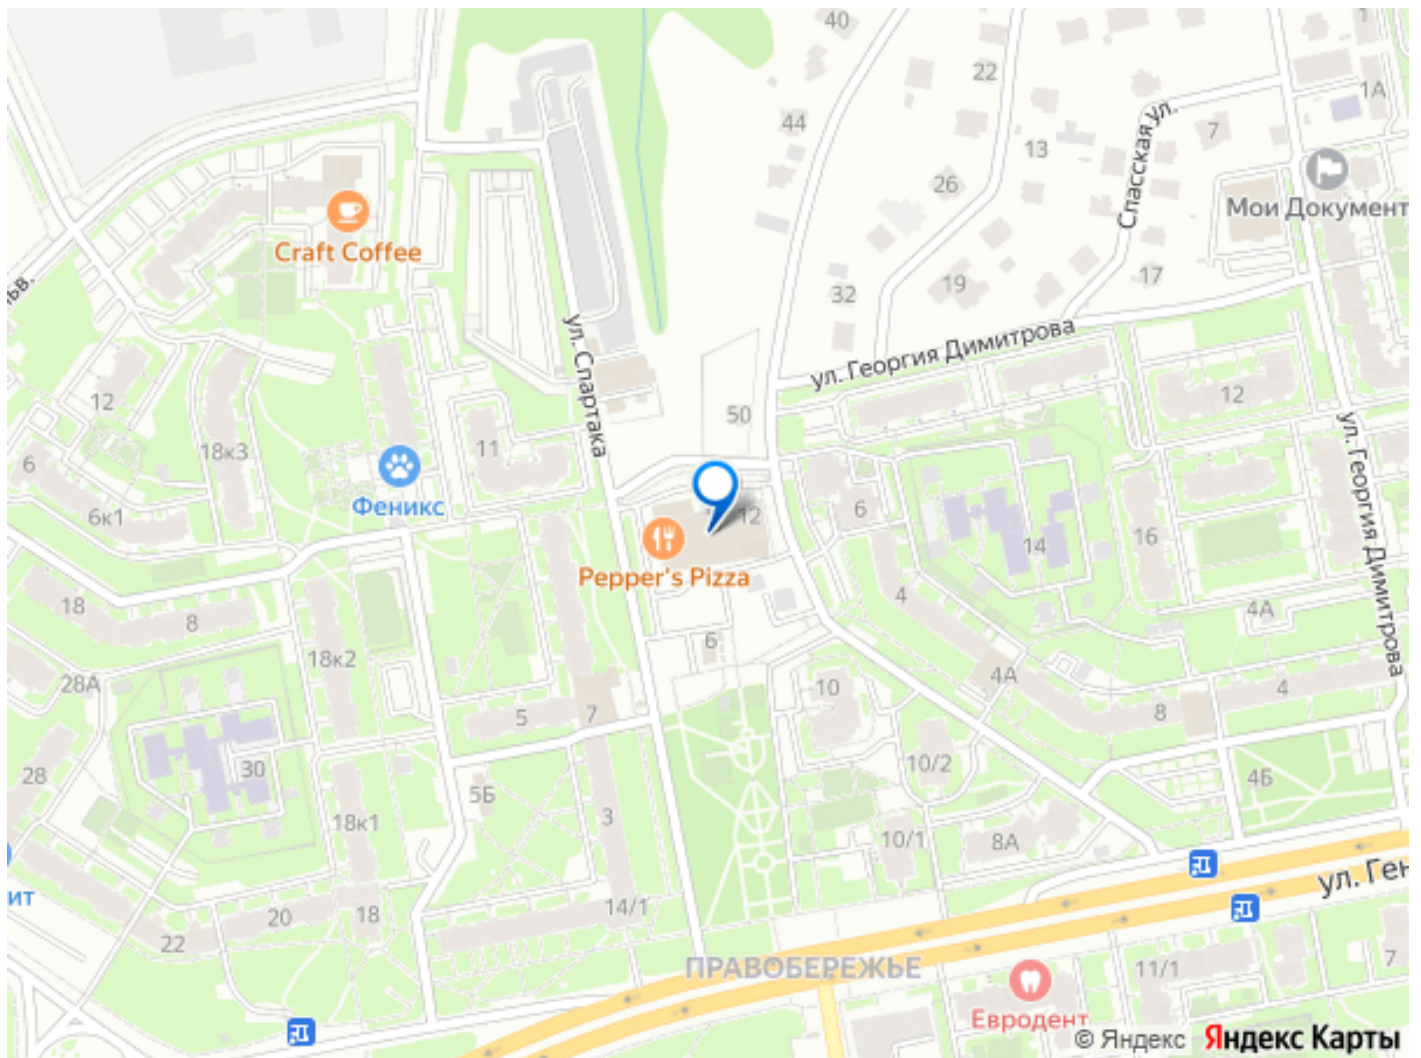 40
22
1
1А
44
7
13
Спасская ул.
26
Мои Документ
Craft Coffee
ьв.
17
19
32
ул. Спартака
ул. Георгия Димитрова
12
12
50
11
18к3
6
Феникс
6к1
12
6
16
14
ул. Георгия Димитрова
Pepper's Pizza
18
8
4
4А
6
18к2
28А
10
4А
4
8
5
7
28
30
10/2
4Б
5Б
3
18к1
10/1
8А
ит
ул. Ген
20
18
14/1
22
ПРАВОБЕРЕЖЬЕ
11/1
7
Евродент
© Яндекс Яндекс Карты